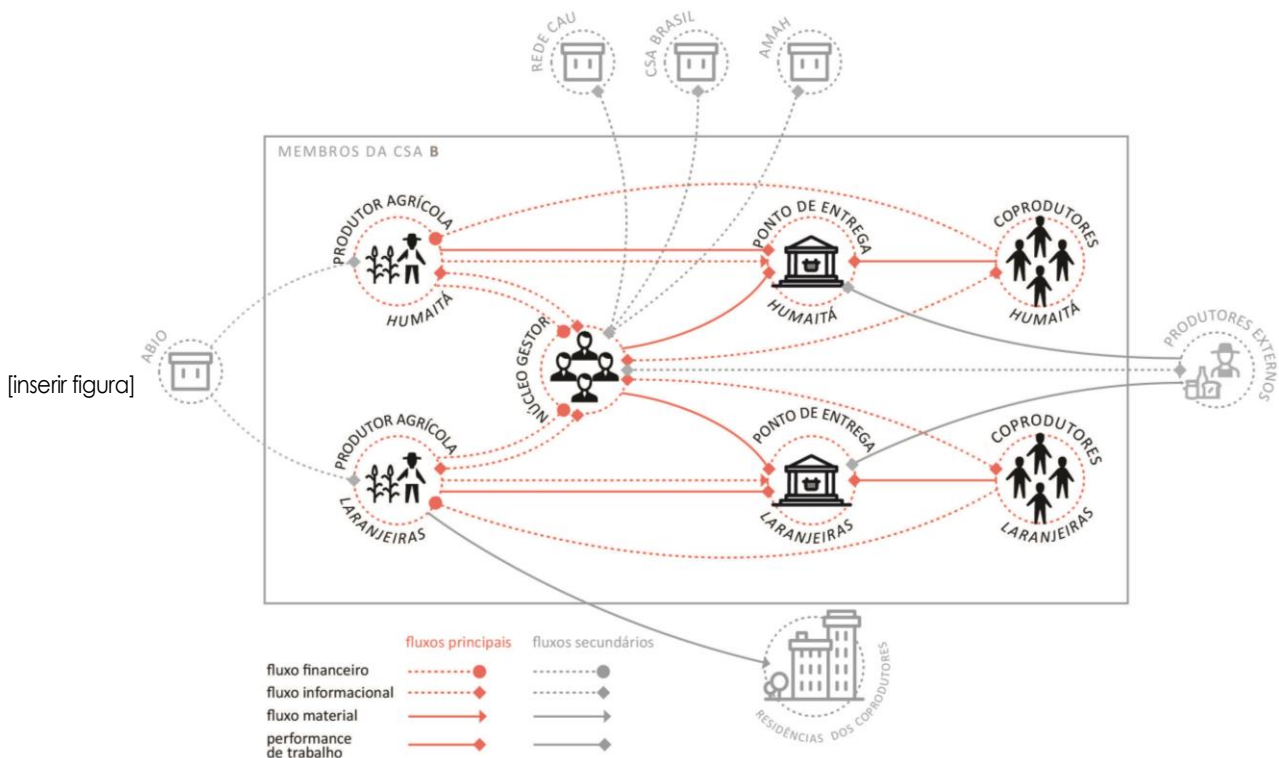 REDE CAU
CSA BRASIL
AMAH
MEMBROS DA CSA B
PRODUTOR AGRÍCOLA
HUMAITÁ
PONTO DE ENTREGA
HUMAITÁ
COPRODUTORES
HUMAITÁ
ABIO
[inserir figura]
NÚCLEO GESTOR
PRODUTORES EXTERNOS
PRODUTOR AGRÍCOLA
LARANJEIRAS
PONTO DE ENTREGA
LARANJEIRAS
COPRODUTORES
LARANJEIRAS
RESIDÊNCIAS DOS COPRODUTORES
fluxos principais
fluxos secundários
fluxo financeiro
fluxo informacional
fluxo material
performance
de trabalho